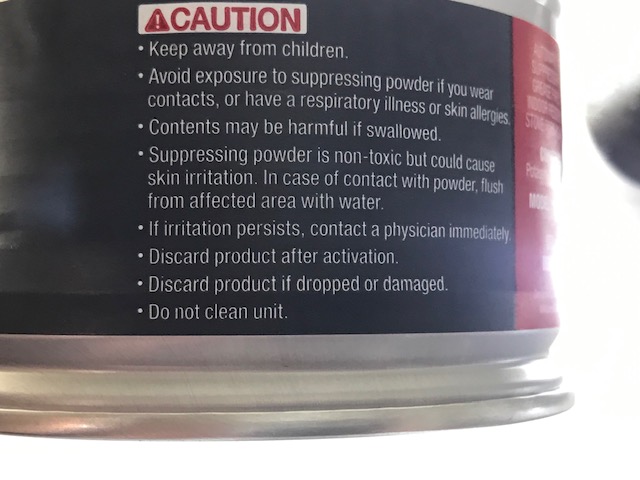 CAUTION
• Keep away from children.
• Avoid exposure to suppressing powder if you wear
contacts, or have a respiratory illness or skin allergies.
• Contents may be harmful if swallowed.
• Suppressing powder is non-toxic but could cause
skin irritation. In case of contact with powder, flush
from affected area with water.
• If irritation persists, contact a physician immediately.
• Discard product after activation.
• Discard product if dropped or damaged.
• Do not clean unit.